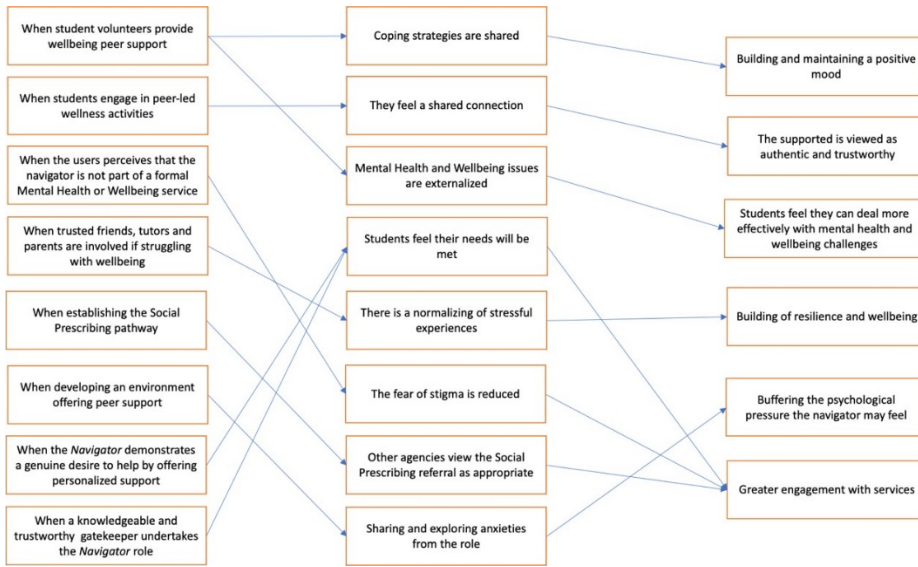 When student volunteers provide
wellbeing peer support
When students engage in peer-led
wellness activities
When the users perceives that the
navigator is not part of a formal
Mental Health or Wellbeing service
When trusted friends, tutors and
parents are involved if struggling
with wellbeing
When establishing the Social
Prescribing pathway
When developing an environment
offering peer support
When the Navigator demonstrates
a genuine desire to help by offering
personalized support
When a knowledgeable and
trustworthy gatekeeper undertakes
the Navigator role
Coping strategies are shared
They feel a shared connection
Mental Health and Wellbeing issues
are externalized
Students feel their needs will be
met
There is a normalizing of stressful
experiences
The fear of stigma is reduced
Other agencies view the Social
Prescribing referral as appropriate
Sharing and exploring anxieties
from the role
Building and maintaining a positive
mood
The supported is viewed as
authentic and trustworthy
Students feel they can deal more
effectively with mental health and
wellbeing challenges
Building of resilience and wellbeing
Buffering the psychological
pressure the navigator may feel
Greater engagement with services